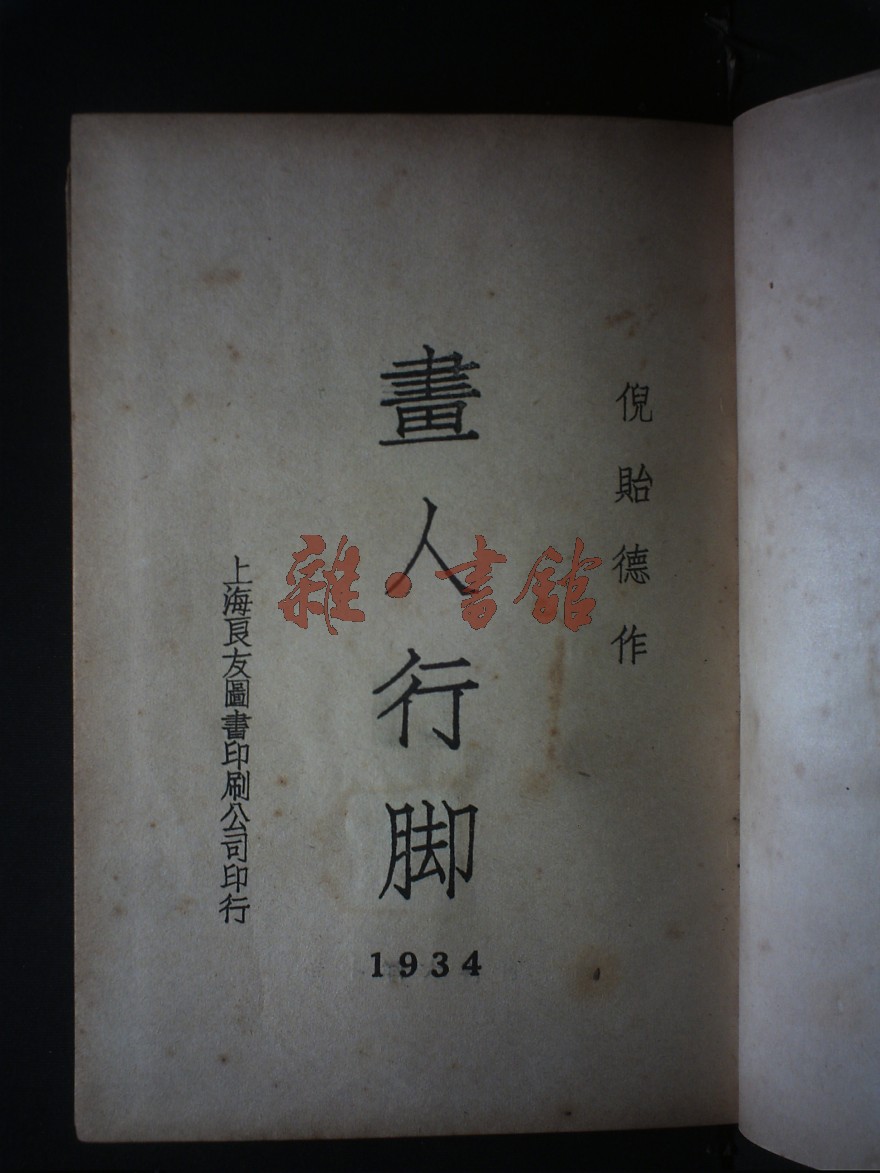 倪貽德作
畫人行脚
1934
上海良友圖書印刷公司印行
雜·書館